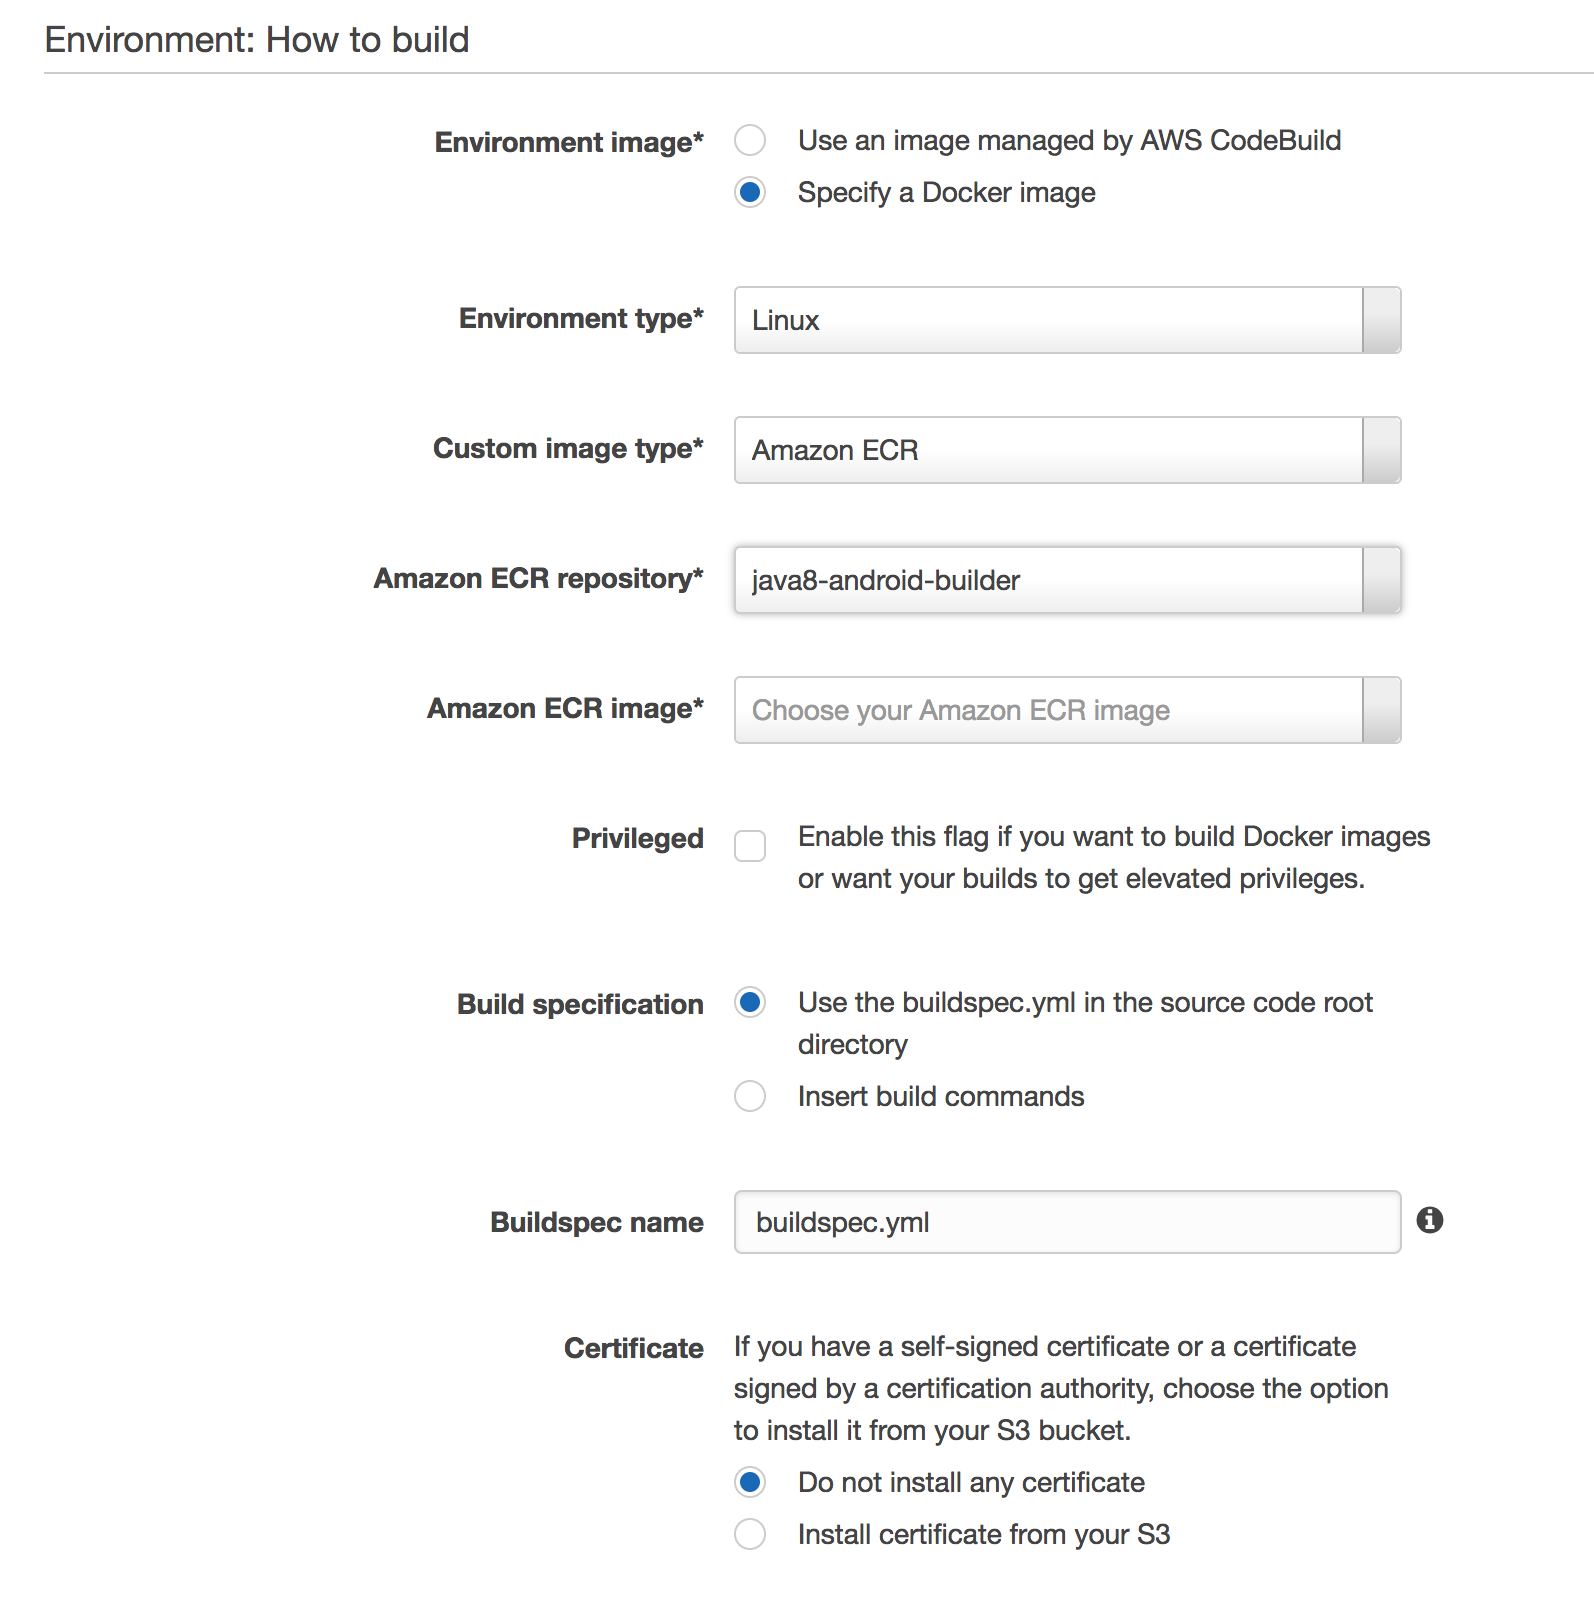 Environment: How to build
Environment image*
Use an image managed by AWS CodeBuild
Specify a Docker image
Environment type*
Linux
Custom image type*
Amazon ECR
Amazon ECR repository*
java8-android-builder
Amazon ECR image*
Choose your Amazon ECR image
Privileged
Enable this flag if you want to build Docker images
or want your builds to get elevated privileges.
Build specification
Use the buildspec.yml in the source code root
directory
Insert build commands
Buildspec name
buildspec.yml
Certificate
If you have a self-signed certificate or a certificate
signed by a certification authority, choose the option
to install it from your S3 bucket.
Do not install any certificate
Install certificate from your S3